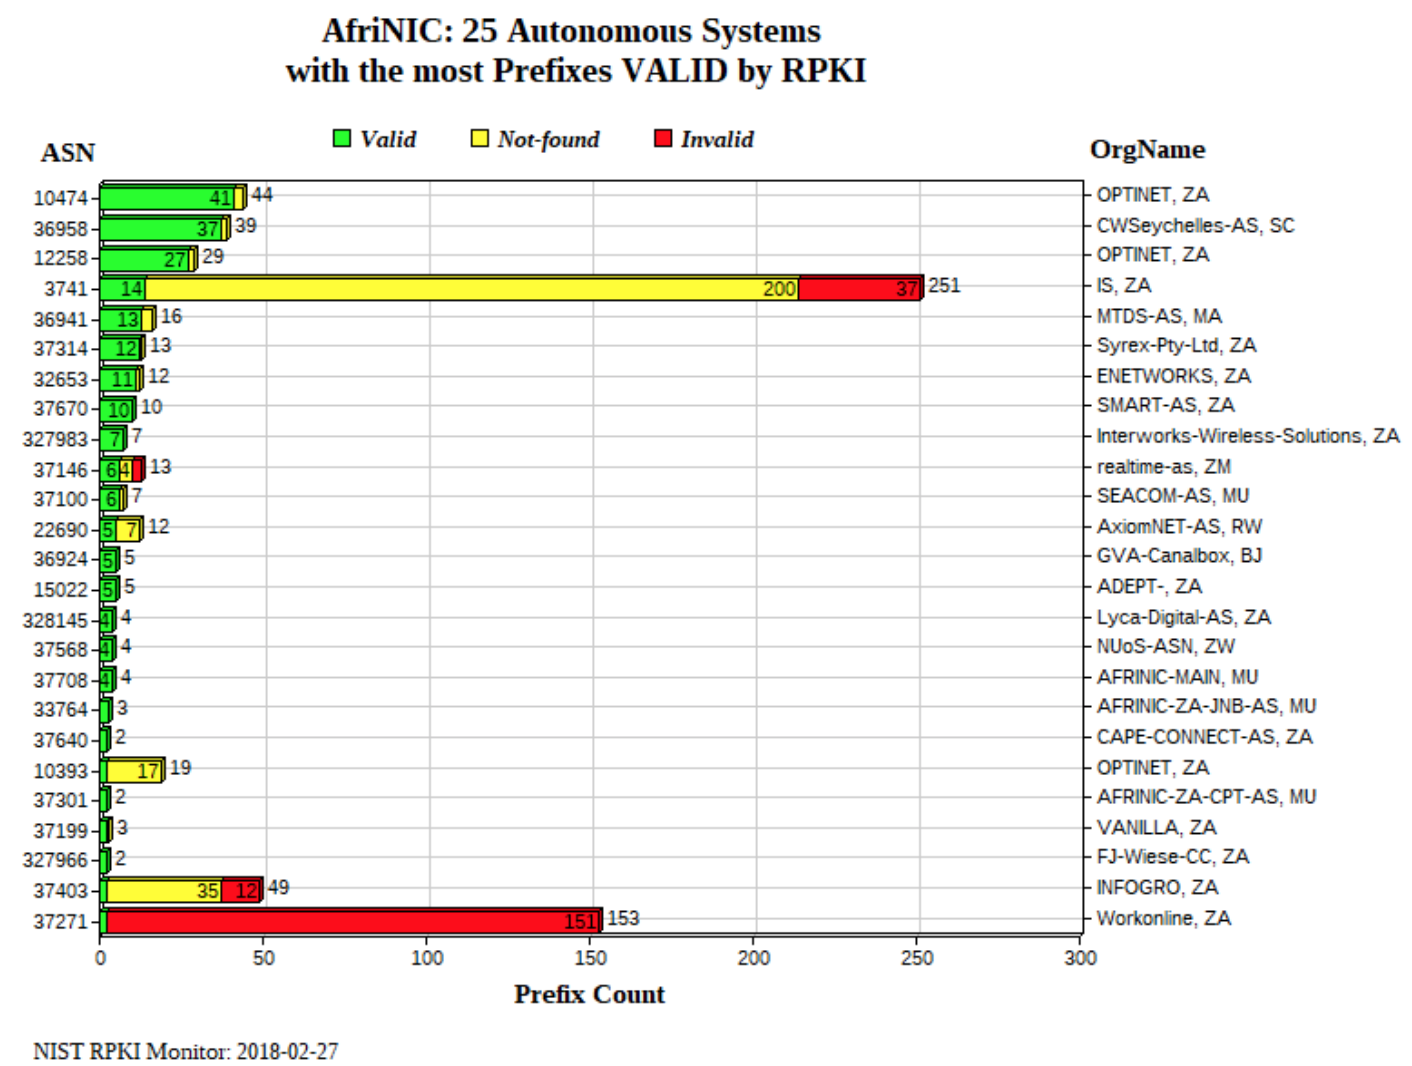 AfriNIC: 25 Autonomous Systems
with the most Prefixes VALID by RPKI
Valid Not-found Invalid
ASN OrgName
10474 41 44 OPTINET, ZA
36958 37 39 CWSeychelles-AS, SC
12258 27 29 OPTINET, ZA
3741 14 200 37 251 IS, ZA
36941 13 16 MTDS-AS, MA
37314 12 13 Syrex-Pty-Ltd, ZA
32653 11 12 ENETWORKS, ZA
37670 10 10 SMART-AS, ZA
327983 7 7 Interworks-Wireless-Solutions, ZA
37146 6 4 13 realtime-as, ZM
37100 6 7 SEACOM-AS, MU
22690 5 7 12 AxiomNET-AS, RW
36924 5 5 GVA-Canalbox, BJ
15022 5 5 ADEPT-, ZA
328145 4 4 Lyca-Digital-AS, ZA
37568 4 4 NUoS-ASN, ZW
37708 4 4 AFRINIC-MAIN, MU
33764 3 AFRINIC-ZA-JNB-AS, MU
37640 2 CAPE-CONNECT-AS, ZA
10393 17 19 OPTINET, ZA
37301 2 AFRINIC-ZA-CPT-AS, MU
37199 3 VANILLA, ZA
327966 2 FJ-Wiese-CC, ZA
37403 35 12 49 INFOGRO, ZA
37271 151 153 Workonline, ZA
0 50 100 150 200 250 300
Prefix Count
NIST RPKI Monitor: 2018-02-27